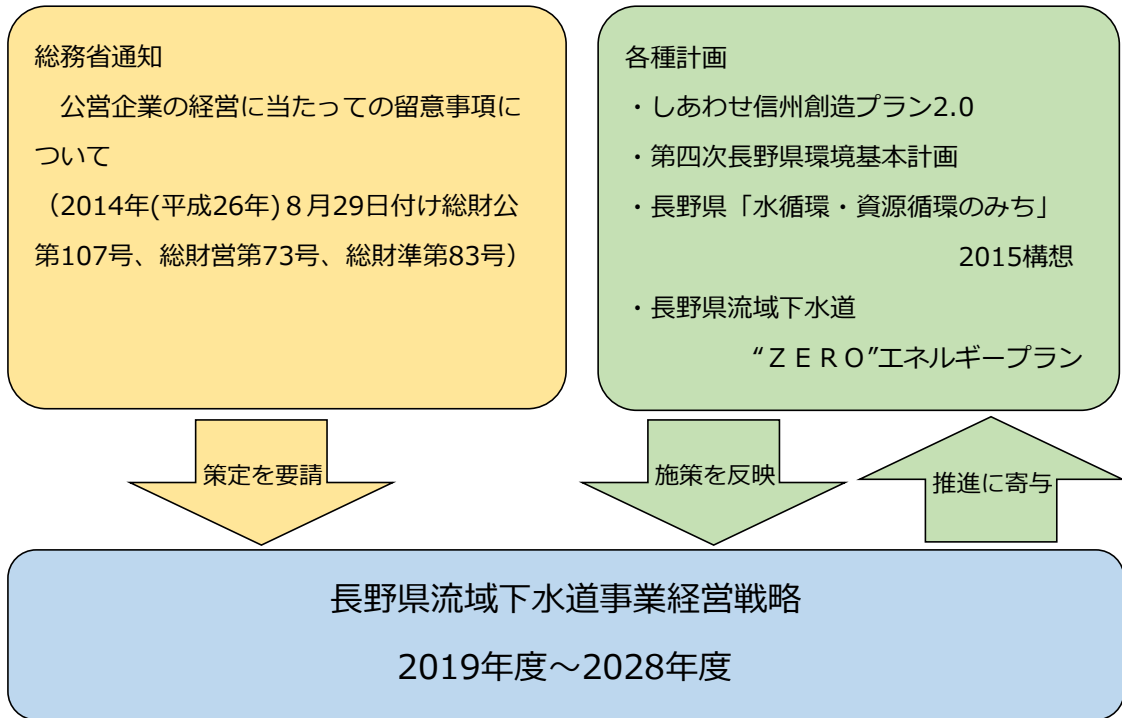 総務省通知
公営企業の経営に当たっての留意事項に
ついて
（2014年(平成26年)８月29日付け総財公
第107号、総財営第73号、総財準第83号）
各種計画
・しあわせ信州創造プラン2.0
・第四次長野県環境基本計画
・長野県「水循環・資源循環のみち」
2015構想
・長野県流域下水道
“ＺＥＲＯ”エネルギープラン
策定を要請
施策を反映
推進に寄与
長野県流域下水道事業経営戦略
2019年度～2028年度